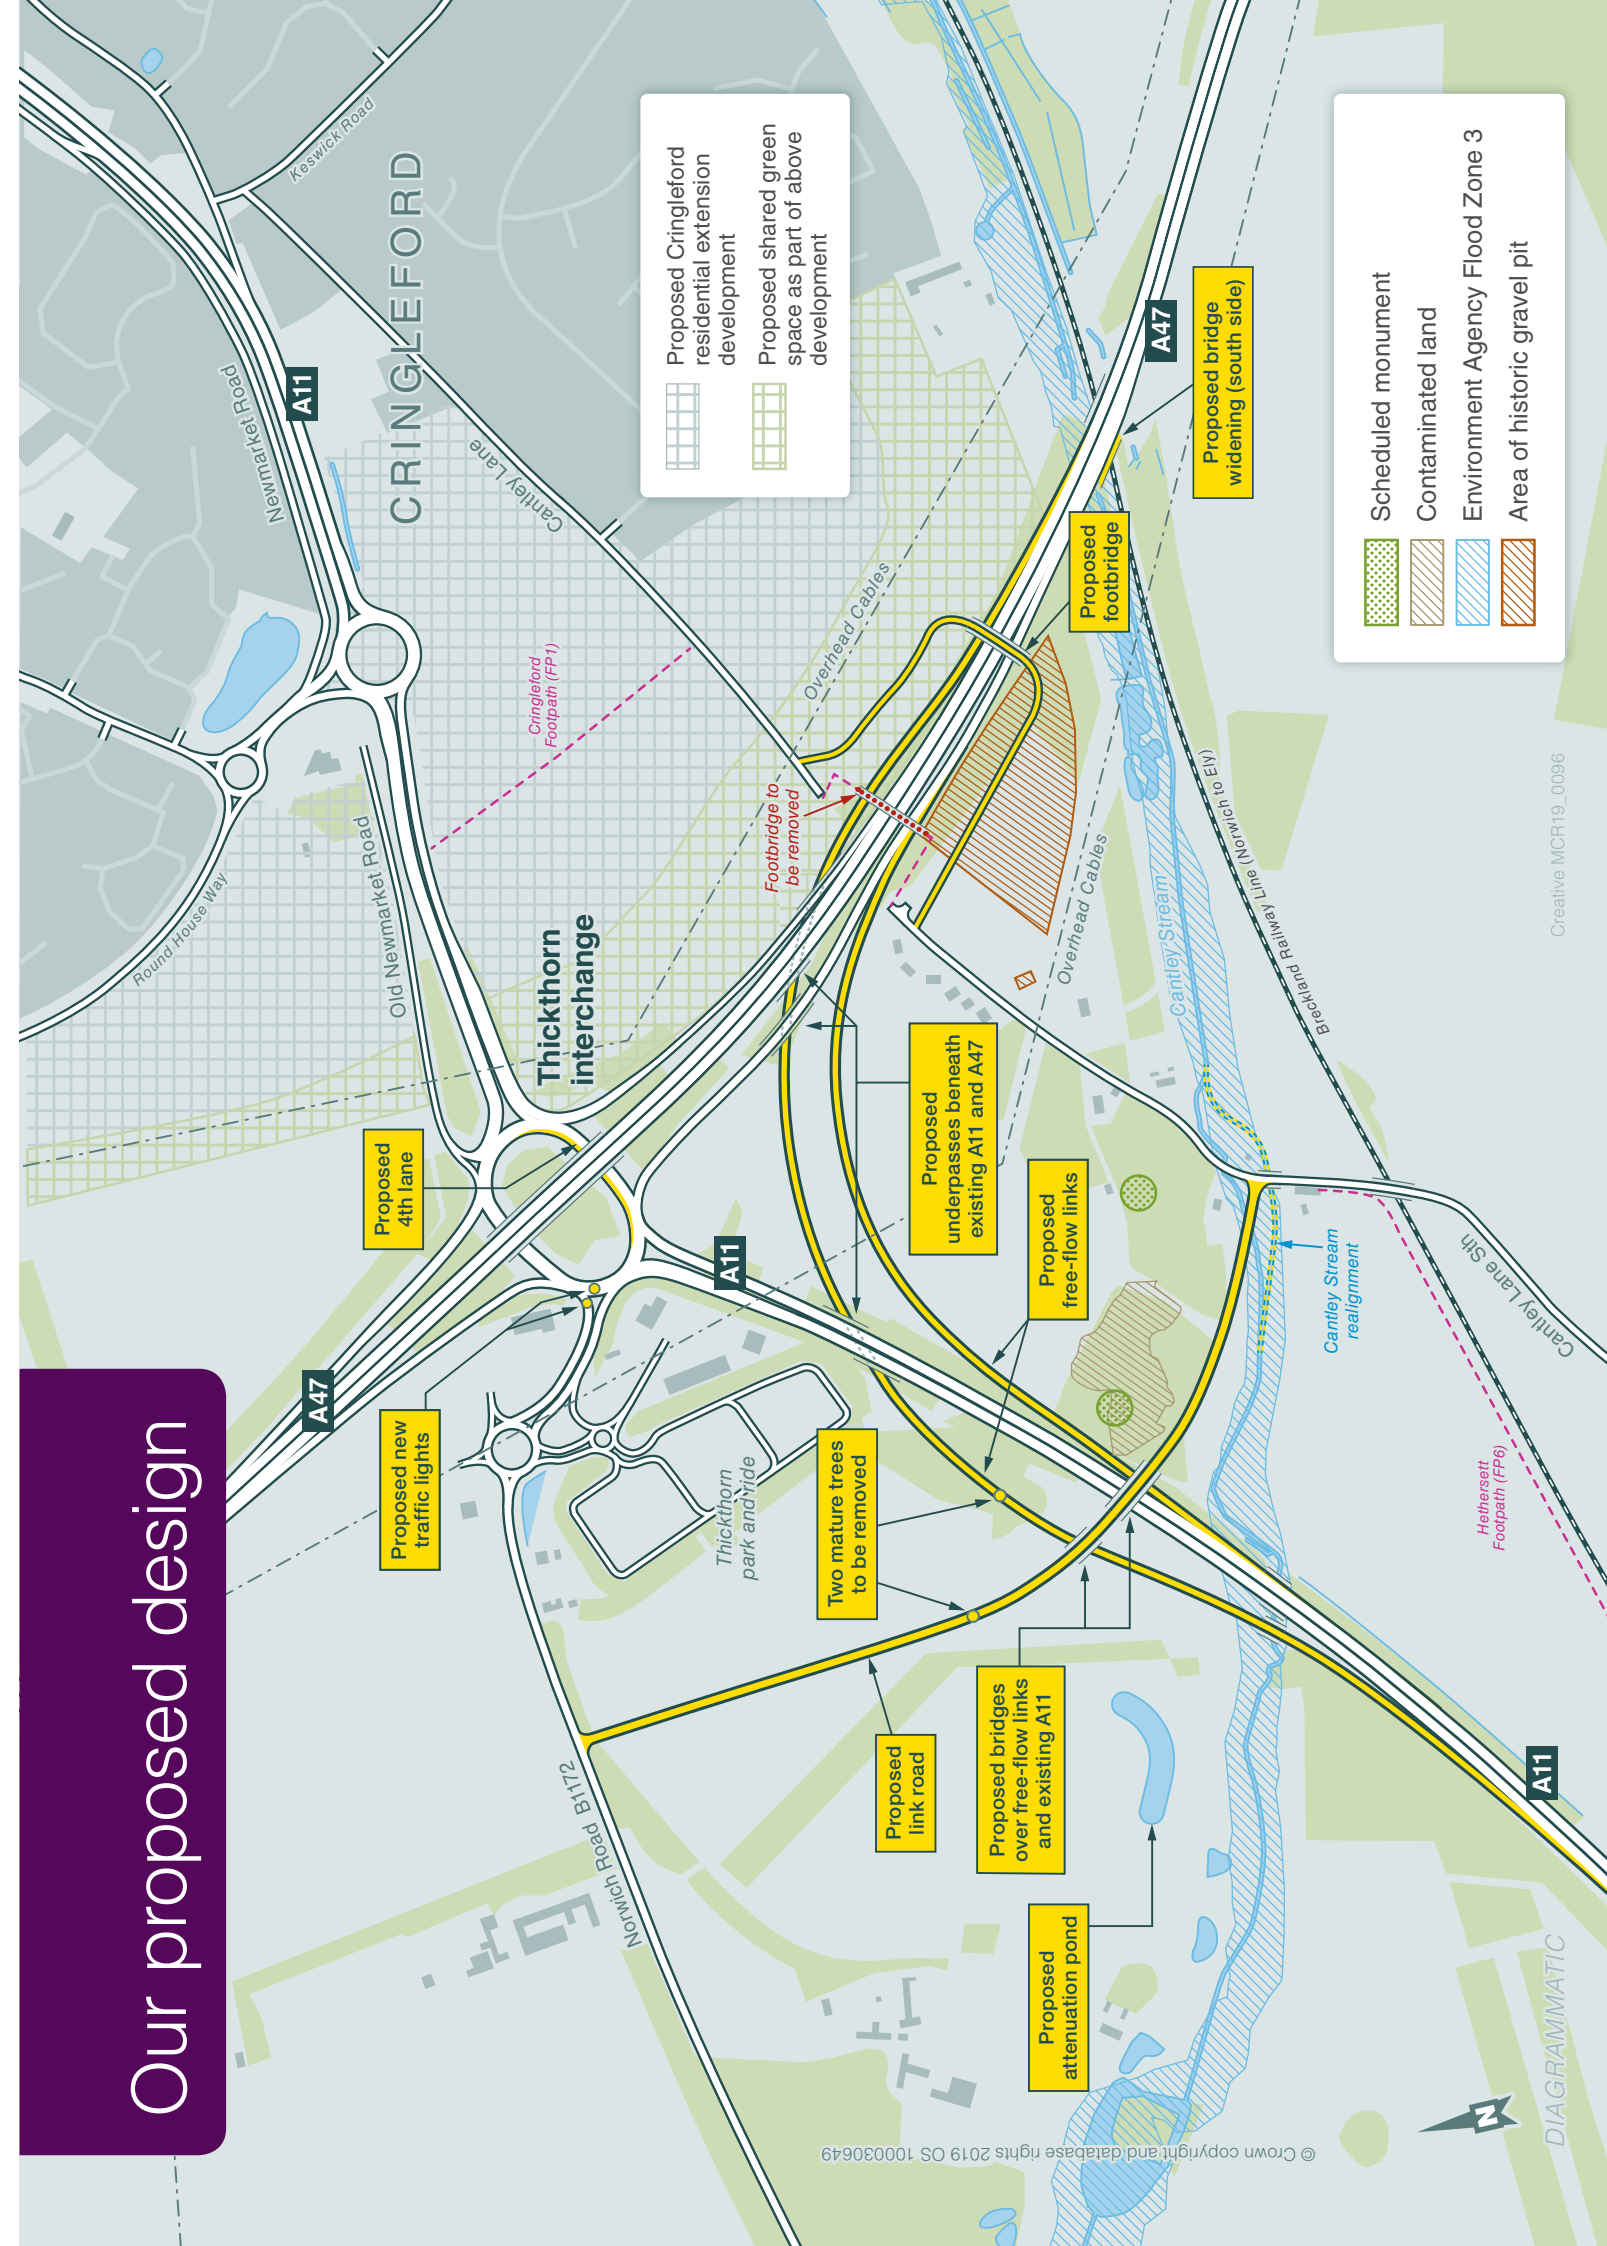 Our proposed design
A47
Proposed new
traffic lights
Proposed
4th lane
Round House Way
Old Newmarket Road
Newmarket Road
A11
Keswick Road
CRINGLEFORD
Cantley Lane
Cringleford
Footpath (FP1)
Thickthorn
interchange
Norwich Road B1172
Thickthorn
park and ride
A11
Footbridge to
be removed
Overhead Cables
Proposed Cringleford
residential extension
development
Proposed shared green
space as part of above
development
Two mature trees
to be removed
Proposed
link road
Proposed bridges
over free-flow links
and existing A11
Proposed
underpasses beneath
existing A11 and A47
Proposed
free-flow links
Overhead Cables
Proposed
footbridge
A47
Proposed bridge
widening (south side)
Proposed
attenuation pond
Cantley Stream
Breckland Railway Line (Norwich to Ely)
Cantley Stream
realignment
Cantley Lane Sth
Hethersett
Footpath (FP6)
A11
Scheduled monument
Contaminated land
Environment Agency Flood Zone 3
Area of historic gravel pit
© Crown copyright and database rights 2019 OS 100030649
N
DIAGRAMMATIC
Creative MCR19_0096